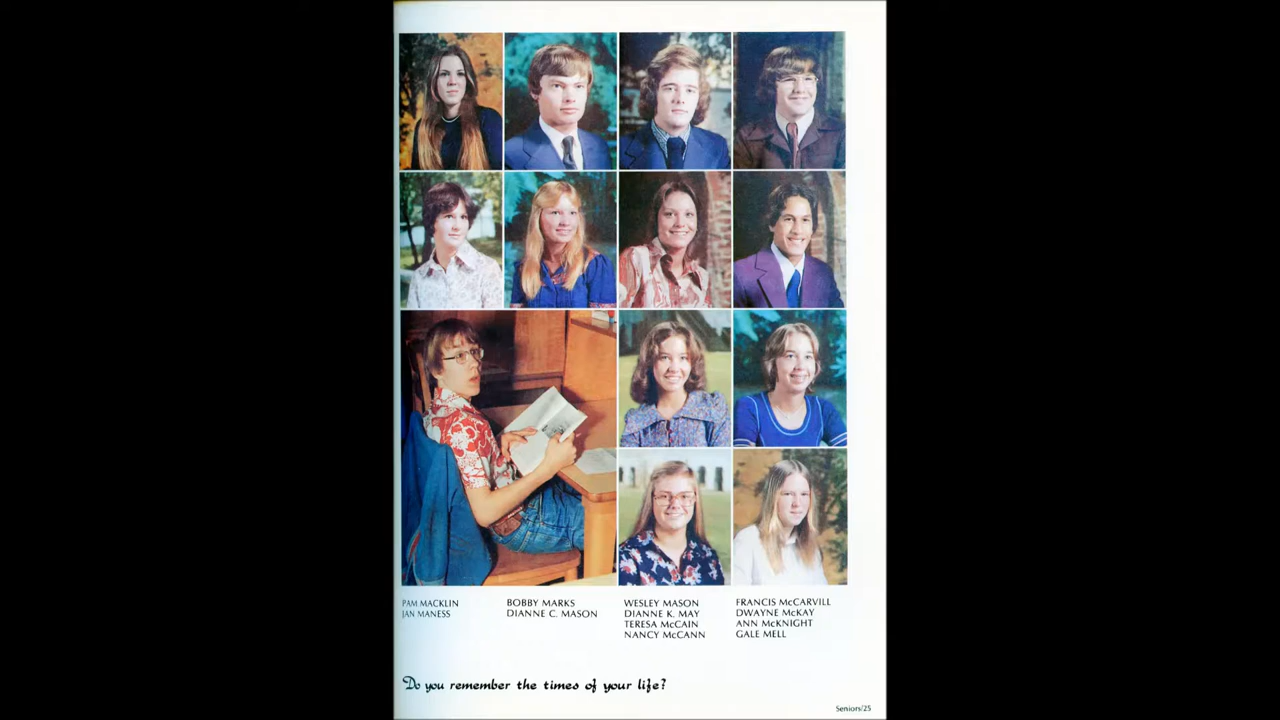 PAM MACKLIN
JAN MANESS
BOBBY MARKS
DIANNE C. MASON
WESLEY MASON
DIANNE K. MAY
TERESA McCAIN
NANCY McCANN
FRANCIS McCARVILL
DWAYNE McKAY
ANN McKNIGHT
GALE MELL
Do you remember the times of your life?
Seniors/25